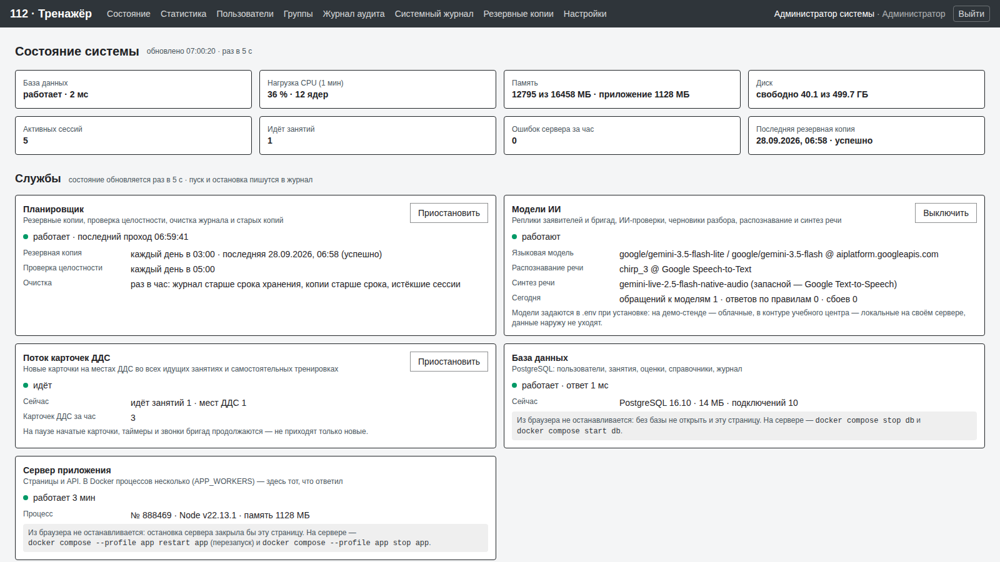 112 · Тренажёр
Состояние
Статистика
Пользователи
Группы
Журнал аудита
Системный журнал
Резервные копии
Настройки
Администратор системы · Администратор
Выйти
Состояние системы
обновлено 07:00:20 · раз в 5 с
База данных
работает · 2 мс
Нагрузка CPU (1 мин)
36 % · 12 ядер
Память
12795 из 16458 МБ · приложение 1128 МБ
Диск
свободно 40.1 из 499.7 ГБ
Активных сессий
5
Идёт занятий
1
Ошибок сервера за час
0
Последняя резервная копия
28.09.2026, 06:58 · успешно
Службы
состояние обновляется раз в 5 с · пуск и остановка пишутся в журнал
Планировщик
Резервные копии, проверка целостности, очистка журнала и старых копий
Приостановить
работает · последний проход 06:59:41
Резервная копия
каждый день в 03:00 · последняя 28.09.2026, 06:58 (успешно)
Проверка целостности
каждый день в 05:00
Очистка
раз в час: журнал старше срока хранения, копии старше срока, истёкшие сессии
Модели ИИ
Реплики заявителей и бригад, ИИ-проверки, черновики разбора, распознавание и синтез речи
Выключить
работают
Языковая модель
google/gemini-3.5-flash-lite / google/gemini-3.5-flash @ aiplatform.googleapis.com
Распознавание речи
chirp_3 @ Google Speech-to-Text
Синтез речи
gemini-live-2.5-flash-native-audio (запасной — Google Text-to-Speech)
Сегодня
обращений к моделям 1 · ответов по правилам 0 · сбоев 0
Модели задаются в .env при установке: на демо-стенде — облачные, в контуре учебного центра — локальные на своём сервере,
данные наружу не уходят.
Поток карточек ДДС
Новые карточки на местах ДДС во всех идущих занятиях и самостоятельных тренировках
Приостановить
идёт
Сейчас
идёт занятий 1 · мест ДДС 1
Карточек ДДС за час
3
На паузе начатые карточки, таймеры и звонки бригад продолжаются — не приходят только новые.
База данных
PostgreSQL: пользователи, занятия, оценки, справочники, журнал
работает · ответ 1 мс
Сейчас
PostgreSQL 16.10 · 14 МБ · подключений 10
Из браузера не останавливается: без базы не открыть и эту страницу. На сервере — docker compose stop db и
docker compose start db.
Сервер приложения
Страницы и API. В Docker процессов несколько (APP_WORKERS) — здесь тот, что ответил
работает 3 мин
Процесс
№ 888469 · Node v22.13.1 · память 1128 МБ
Из браузера не останавливается: остановка сервера закрыла бы эту страницу. На сервере —
docker compose --profile app restart app (перезапуск) и docker compose --profile app stop app.